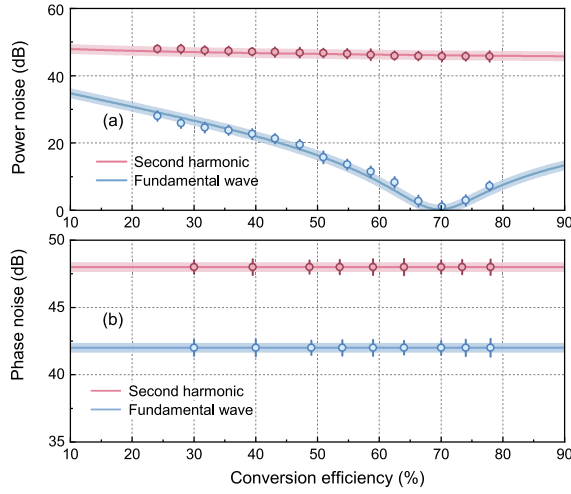 60
40
20
0
Power noise (dB)
(a)
Second harmonic
Fundamental wave
10 20 30 40 50 60 70 80 90
50
45
40
35
Phase noise (dB)
(b)
Second harmonic
Fundamental wave
10 20 30 40 50 60 70 80 90
Conversion efficiency (%)